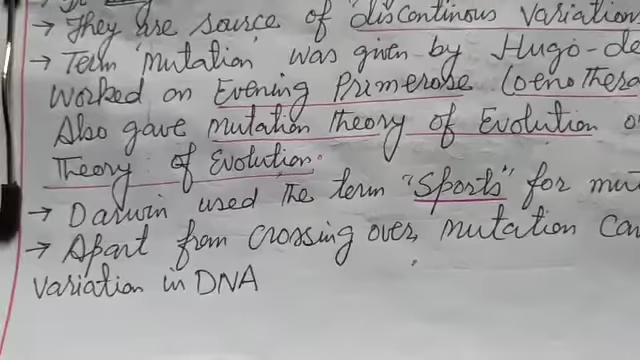 → They are source of discontinous variation
→ Term 'mutation' was given by Hugo-de
Worked on Evening Primerose (oenothera
Also gave Mutation theory of Evolution
Theory of Evolution.
→ Darwin used the term "Sports" for mut
→ Apart from crossing over, mutation can
variation in DNA